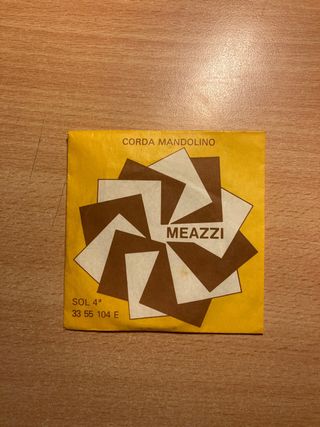 CORDA MANDOLINO
MEAZZI
SOL 4ª
33 55 104 E